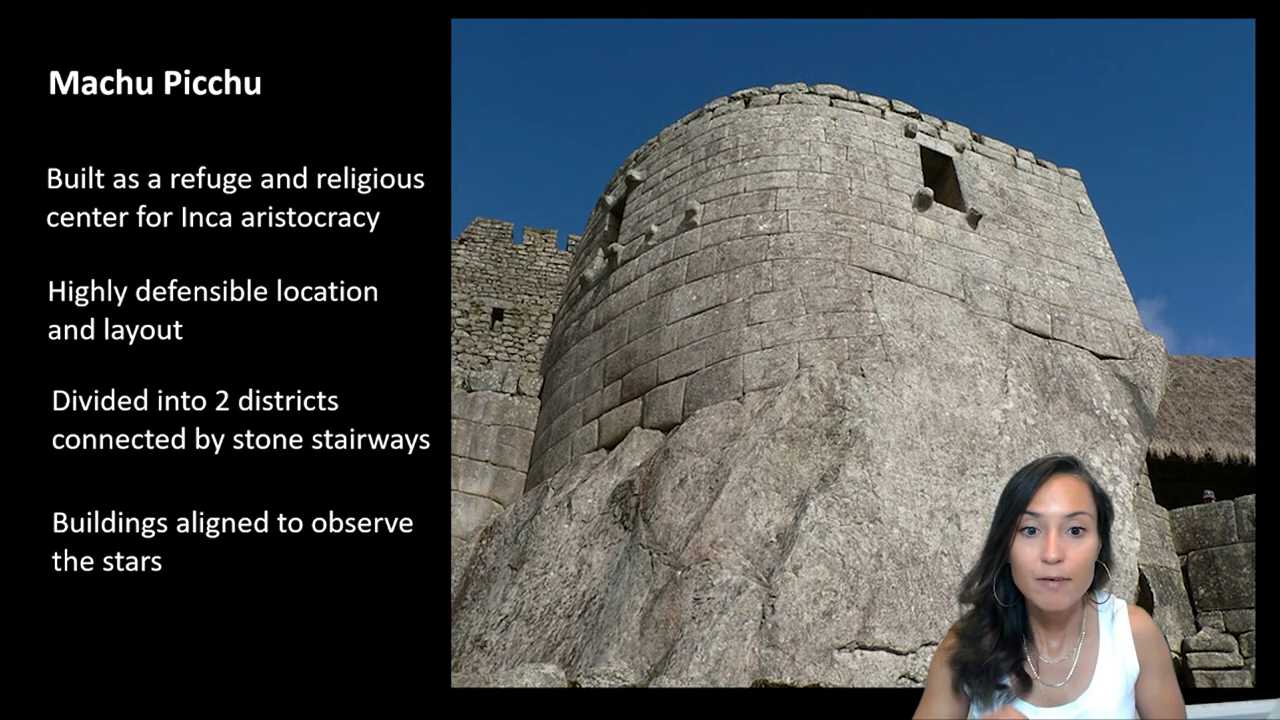 Machu Picchu
Built as a refuge and religious
center for Inca aristocracy
Highly defensible location
and layout
Divided into 2 districts
connected by stone stairways
Buildings aligned to observe
the stars